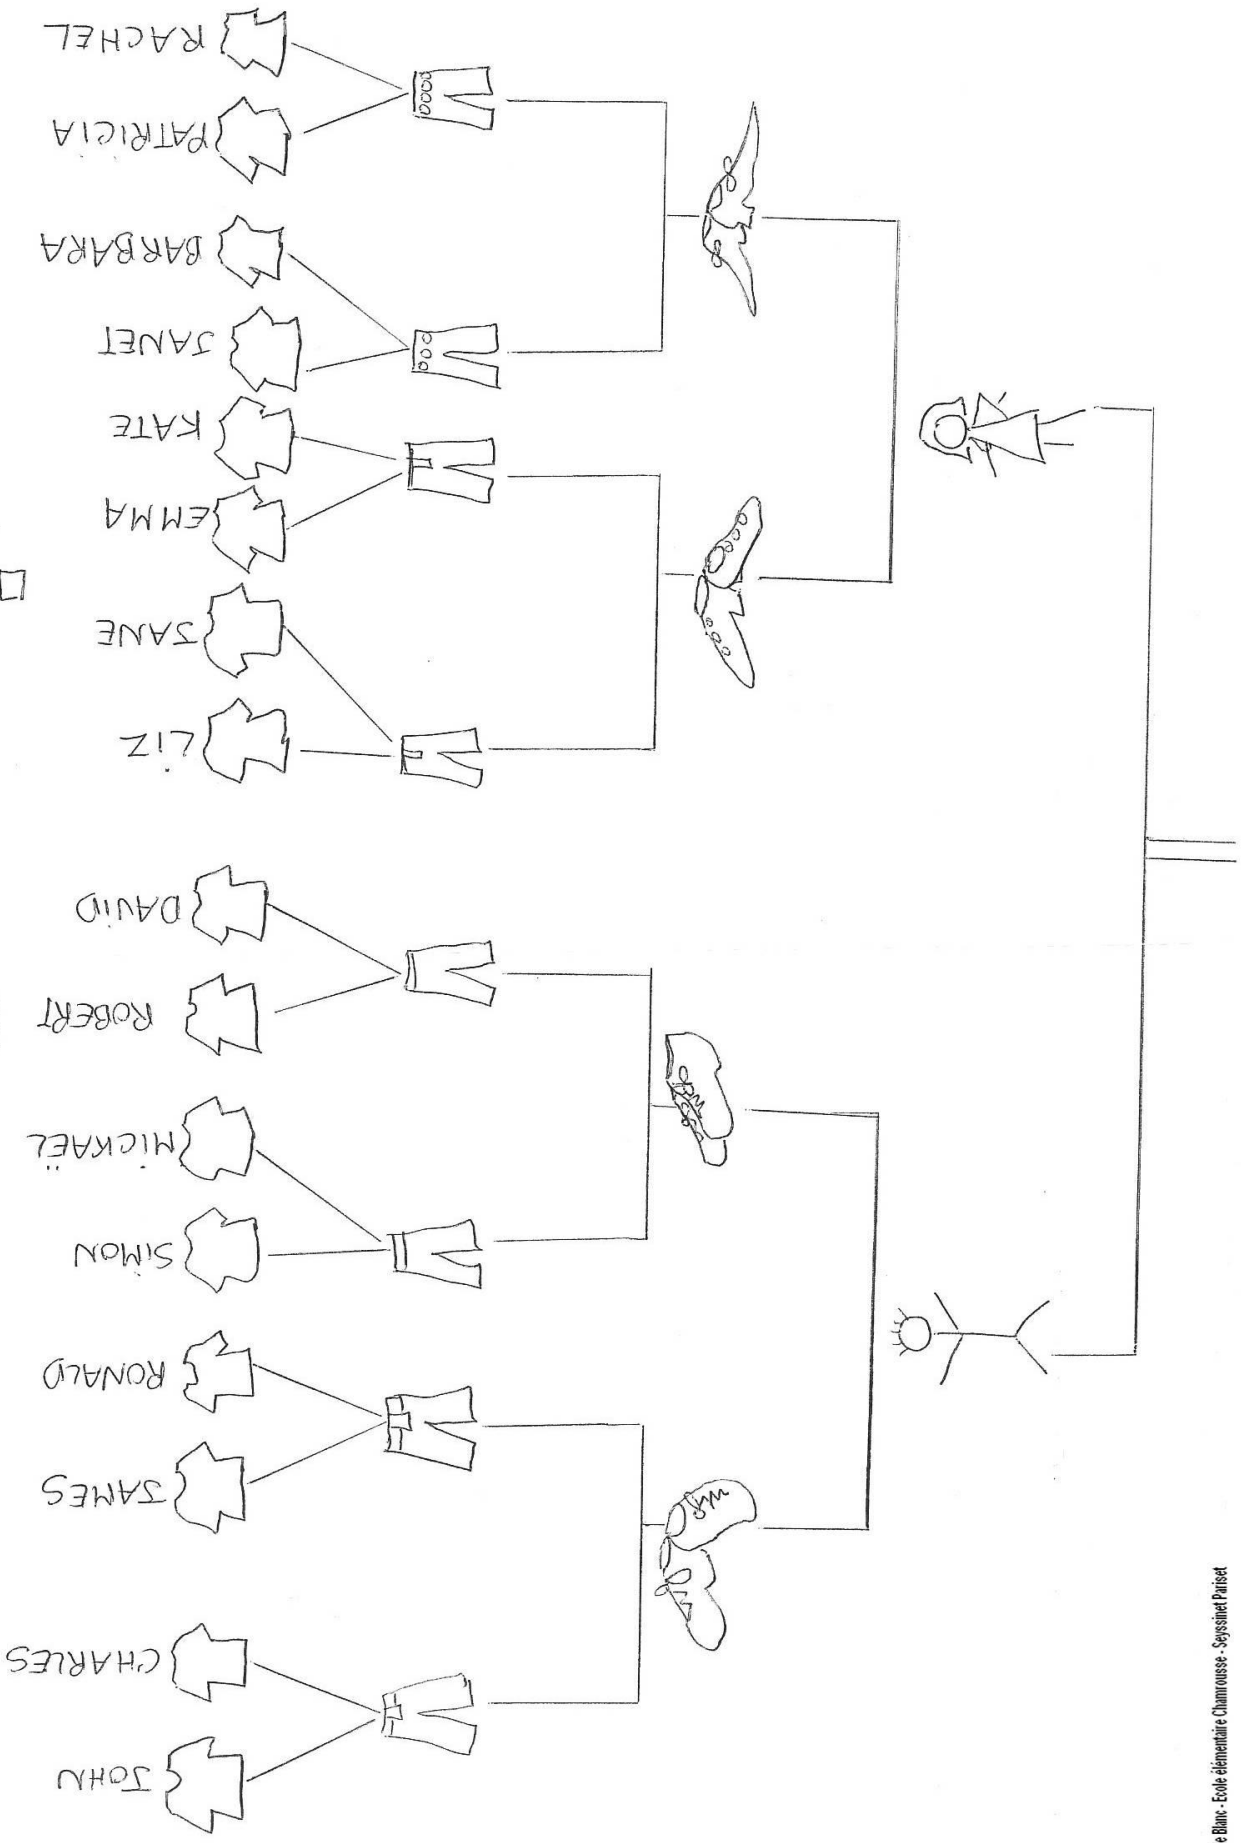 RACHEL
PATRICIA
BARBARA
JANET
KATE
EMMA
JANE
LIZ
DAVID
ROBERT
MICKAËL
SIMON
RONALD
JAMES
CHARLES
JOHN
e Blanc - Ecole élémentaire Chamrousse - Seyssinet Pariset